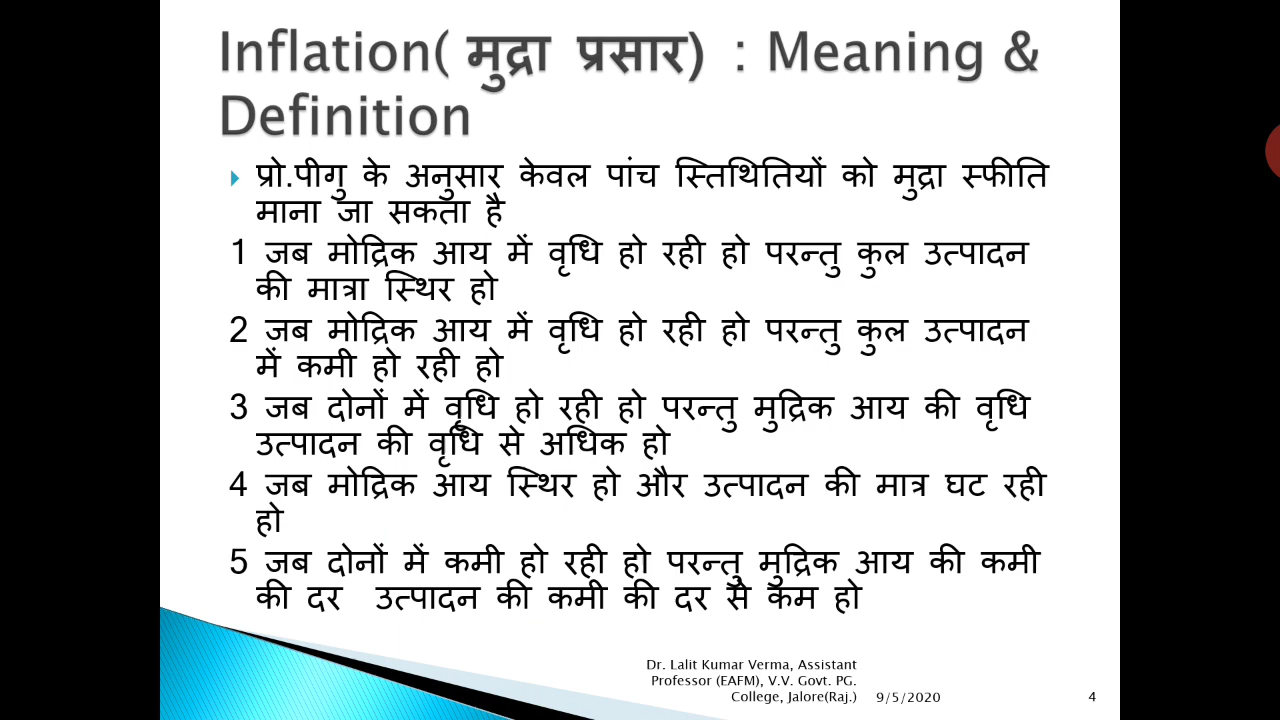 Inflation( मुद्रा प्रसार) : Meaning &
Definition
प्रो.पीगु के अनुसार केवल पांच स्तिथितियों को मुद्रा स्फीति
माना जा सकता है
1 जब मोद्रिक आय में वृधि हो रही हो परन्तु कुल उत्पादन
की मात्रा स्थिर हो
2 जब मोद्रिक आय में वृधि हो रही हो परन्तु कुल उत्पादन
में कमी हो रही हो
3 जब दोनों में वृधि हो रही हो परन्तु मुद्रिक आय की वृधि
उत्पादन की वृधि से अधिक हो
4 जब मोद्रिक आय स्थिर हो और उत्पादन की मात्र घट रही
हो
5 जब दोनों में कमी हो रही हो परन्तु मुद्रिक आय की कमी
की दर उत्पादन की कमी की दर से कम हो
Dr. Lalit Kumar Verma, Assistant
Professor (EAFM), V.V. Govt. PG.
College, Jalore(Raj.) 9/5/2020 4